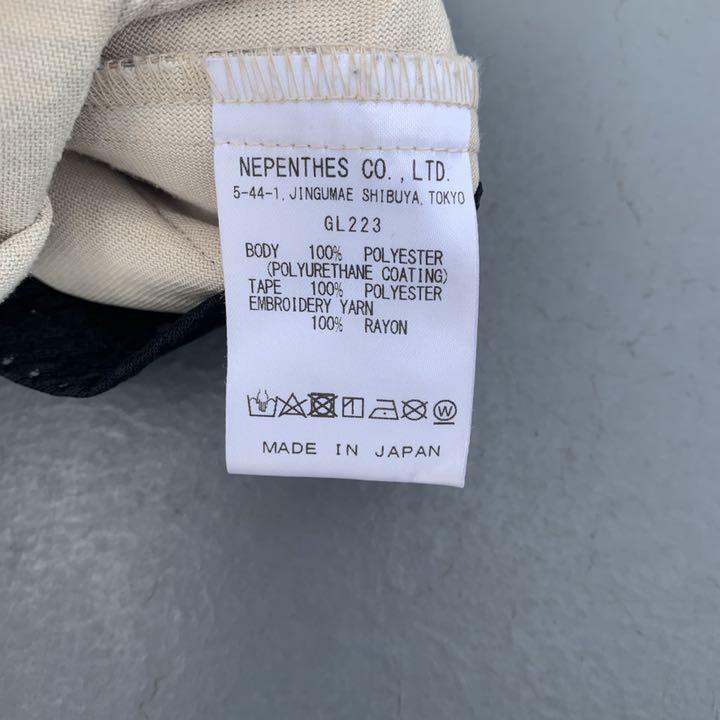 NEPENTHES CO., LTD.
5-44-1, JINGUMAE SHIBUYA, TOKYO
GL223
BODY 100% POLYESTER
(POLYURETHANE COATING)
TAPE 100% POLYESTER
EMBROIDERY YARN
100% RAYON
W
MADE IN JAPAN